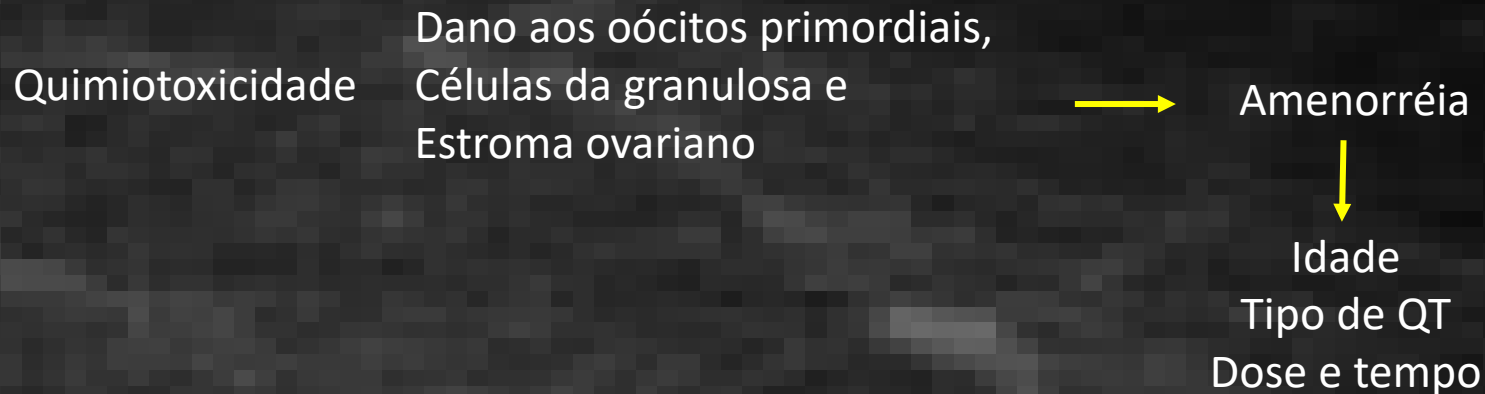 Dano aos oócitos primordiais,
Quimiotoxicidade
Células da granulosa e
Estroma ovariano
Amenorréia
Idade
Tipo de QT
Dose e tempo